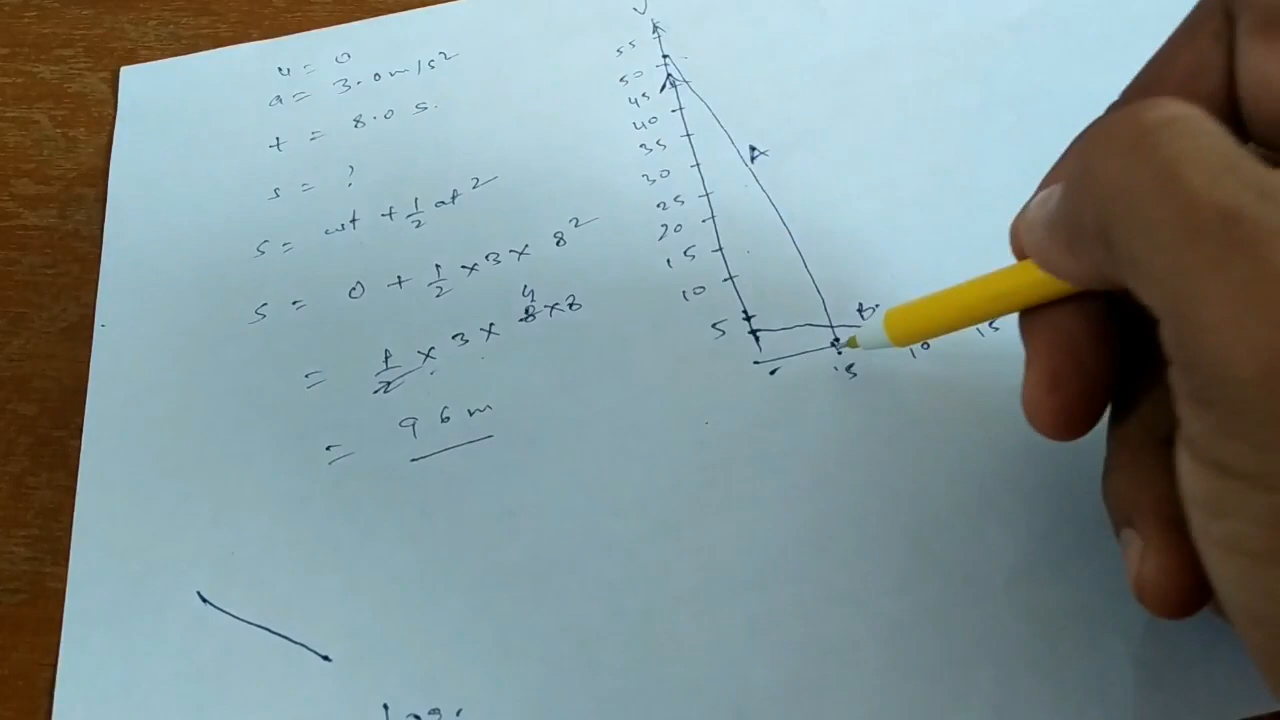 u = 0
a = 3.0 m/s²
t = 8.0 s.
s = ?
s = ut + 1/2 at²
s = 0 + 1/2 × 3 × 8²
= 1/2 × 3 × 8 × 8
4
= 96 m
55
50
45
40
35
30
25
20
15
10
5
A
B
5
10
15